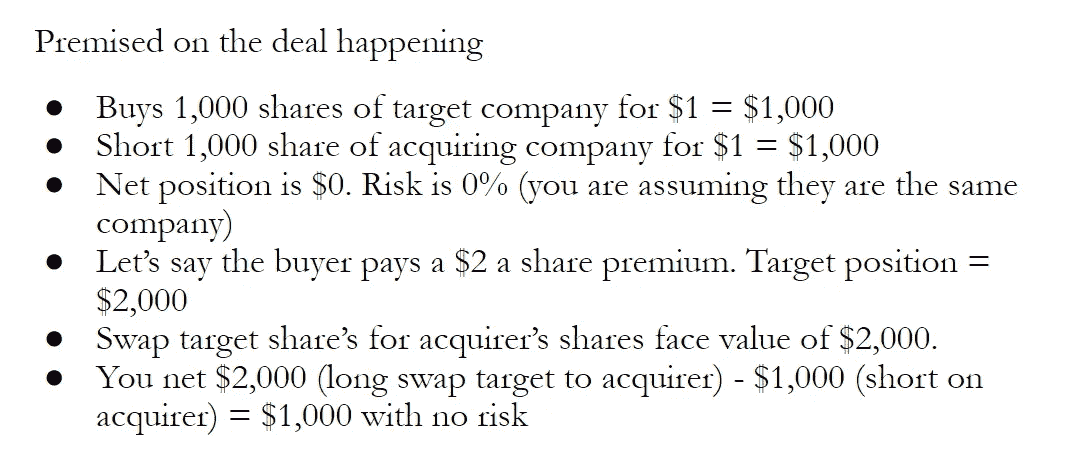 Premised on the deal happening
● Buys 1,000 shares of target company for $1 = $1,000
● Short 1,000 share of acquiring company for $1 = $1,000
● Net position is $0. Risk is 0% (you are assuming they are the same
company)
● Let's say the buyer pays a $2 a share premium. Target position =
$2,000
● Swap target share's for acquirer's shares face value of $2,000.
● You net $2,000 (long swap target to acquirer) - $1,000 (short on
acquirer) = $1,000 with no risk